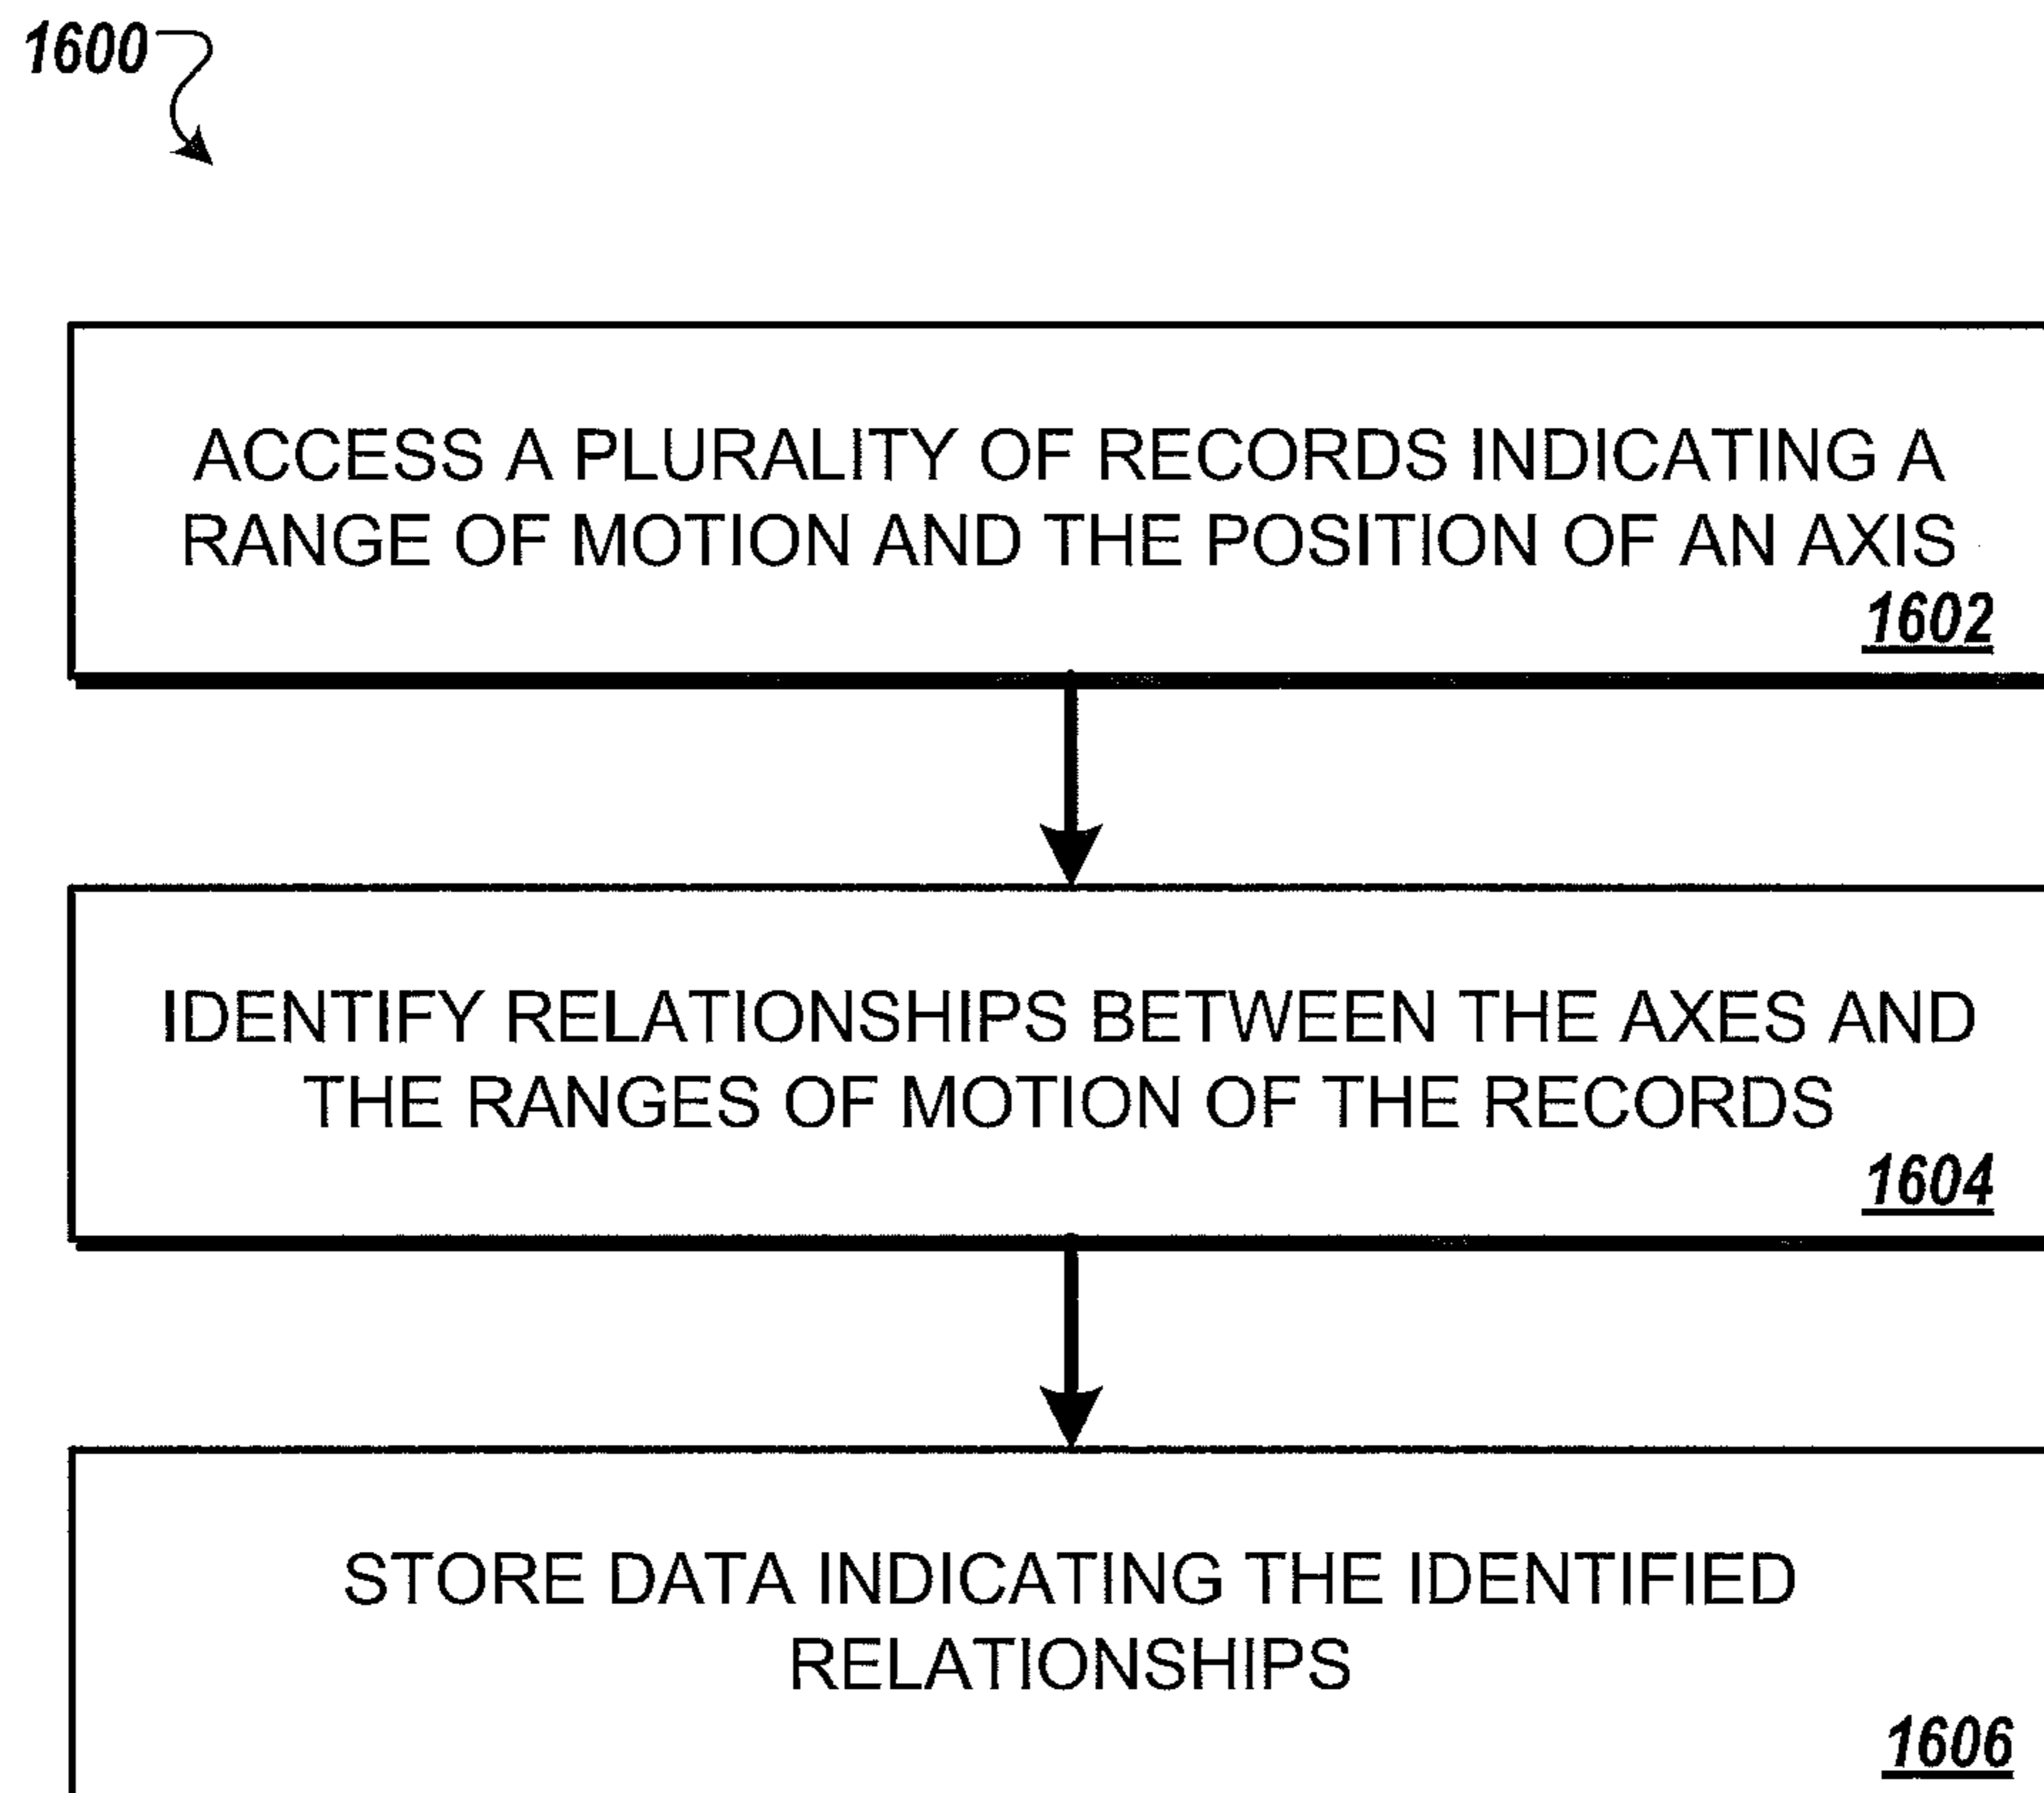 1600
ACCESS A PLURALITY OF RECORDS INDICATING A
RANGE OF MOTION AND THE POSITION OF AN AXIS
1602
IDENTIFY RELATIONSHIPS BETWEEN THE AXES AND
THE RANGES OF MOTION OF THE RECORDS
1604
STORE DATA INDICATING THE IDENTIFIED
RELATIONSHIPS
1606